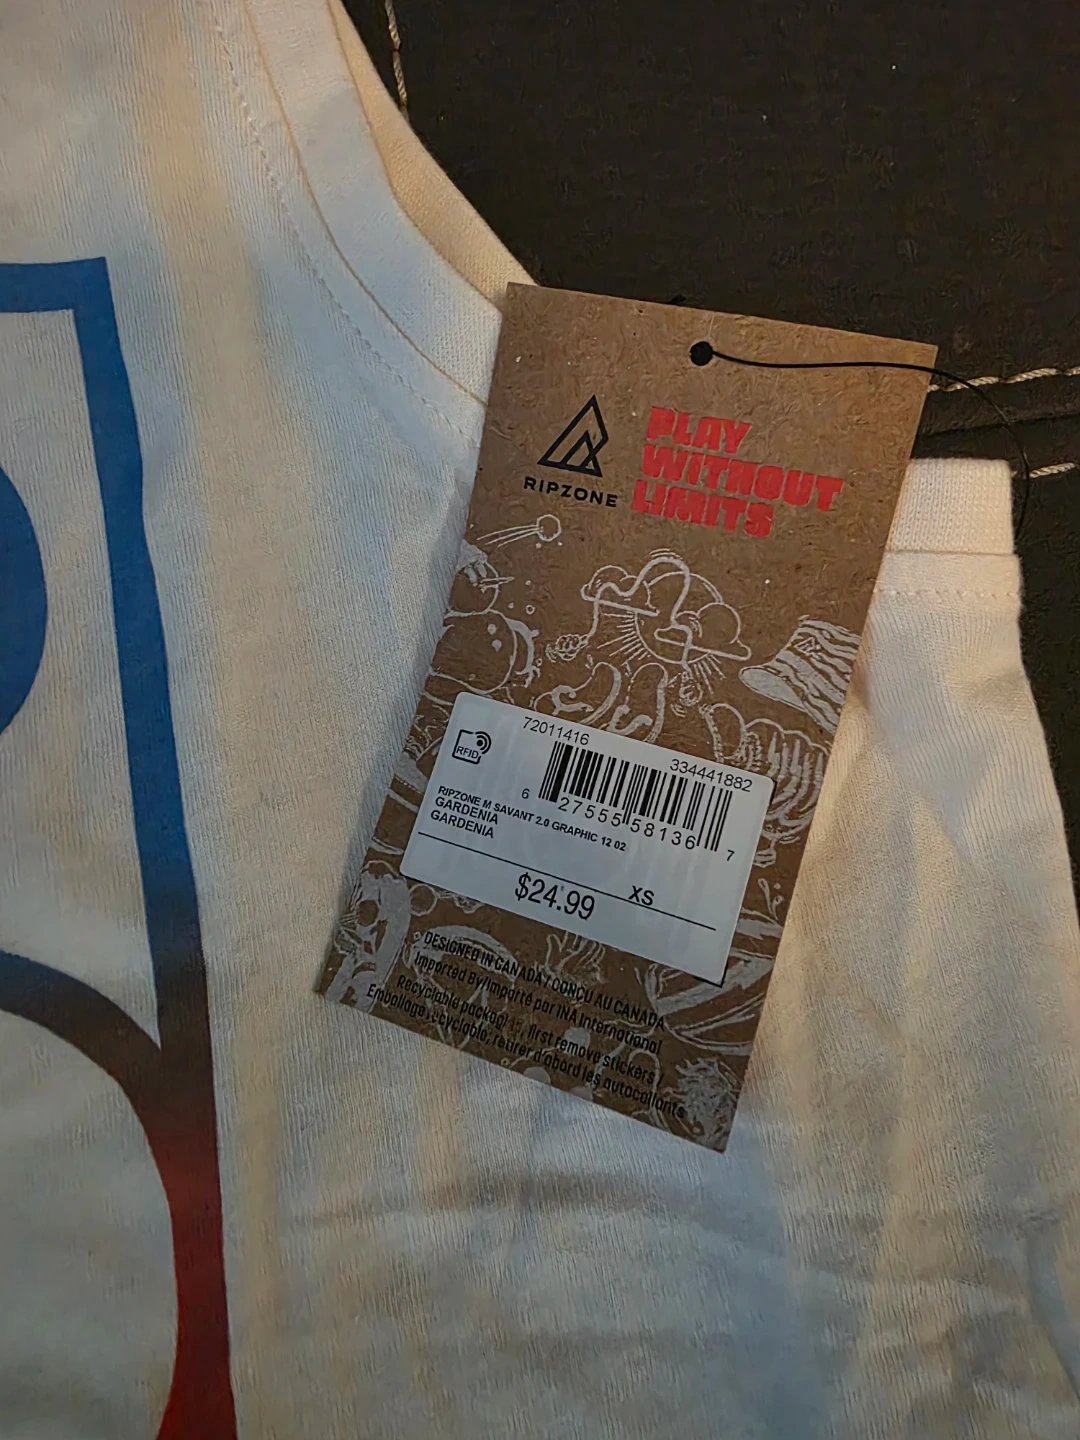 RIPZONE
PLAY
WITHOUT
LIMITS
72011416
334441882
RFID
6 27555 58136 7
RIPZONE M SAVANT 2.0 GRAPHIC 12 02
GARDENIA
GARDENIA
$24.99
XS
DESIGNED IN CANADA / CONÇU AU CANADA
Imported By/Importé par INA International
Recyclable packaging, first remove stickers /
Emballage recyclable, retirer d'abord les autocollants